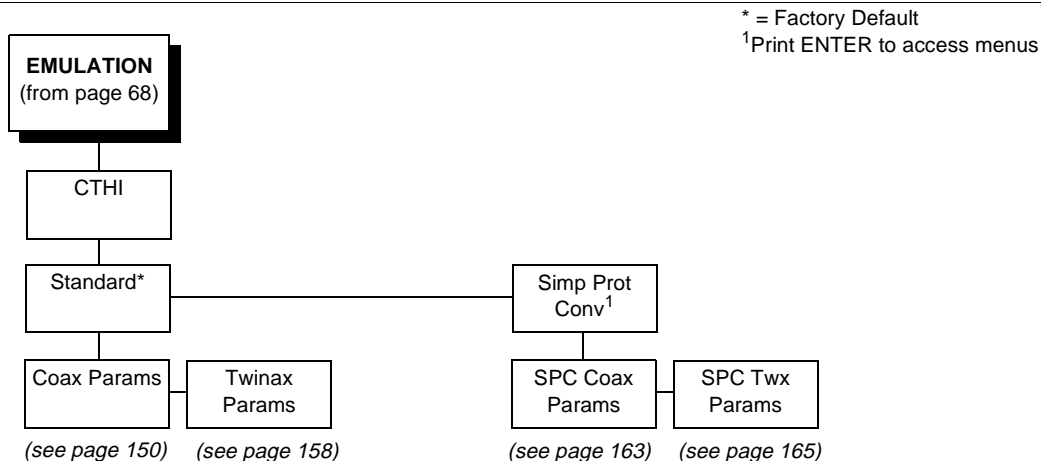 * = Factory Default
¹Print ENTER to access menus
EMULATION
(from page 68)
CTHI
Standard*
Simp Prot
Conv¹
Coax Params
Twinax
Params
SPC Coax
Params
SPC Twx
Params
(see page 150)
(see page 158)
(see page 163)
(see page 165)